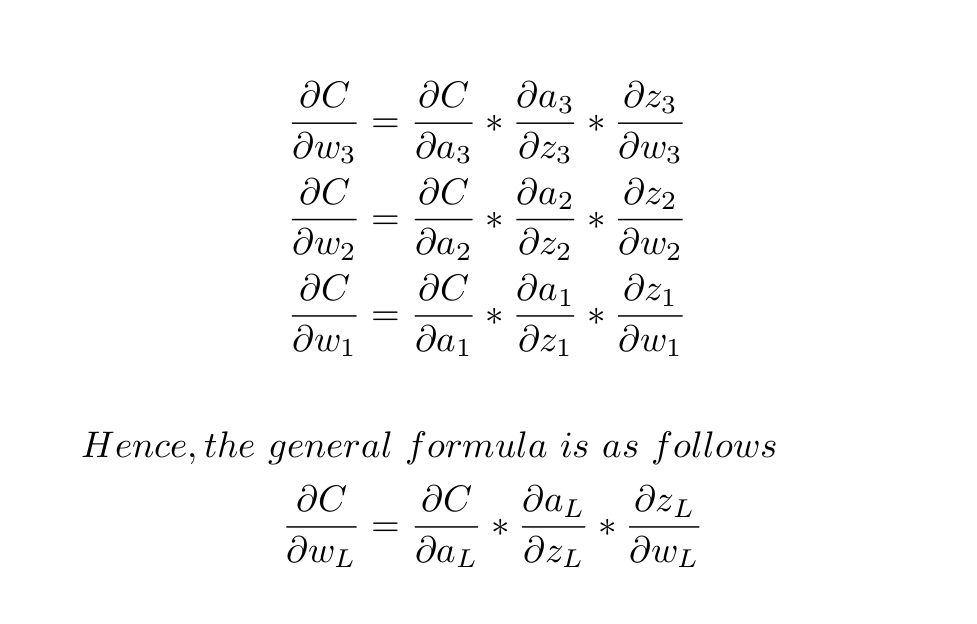 ∂C/∂w₃ = ∂C/∂a₃ * ∂a₃/∂z₃ * ∂z₃/∂w₃
∂C/∂w₂ = ∂C/∂a₂ * ∂a₂/∂z₂ * ∂z₂/∂w₂
∂C/∂w₁ = ∂C/∂a₁ * ∂a₁/∂z₁ * ∂z₁/∂w₁
Hence, the general formula is as follows
∂C/∂w_L = ∂C/∂a_L * ∂a_L/∂z_L * ∂z_L/∂w_L